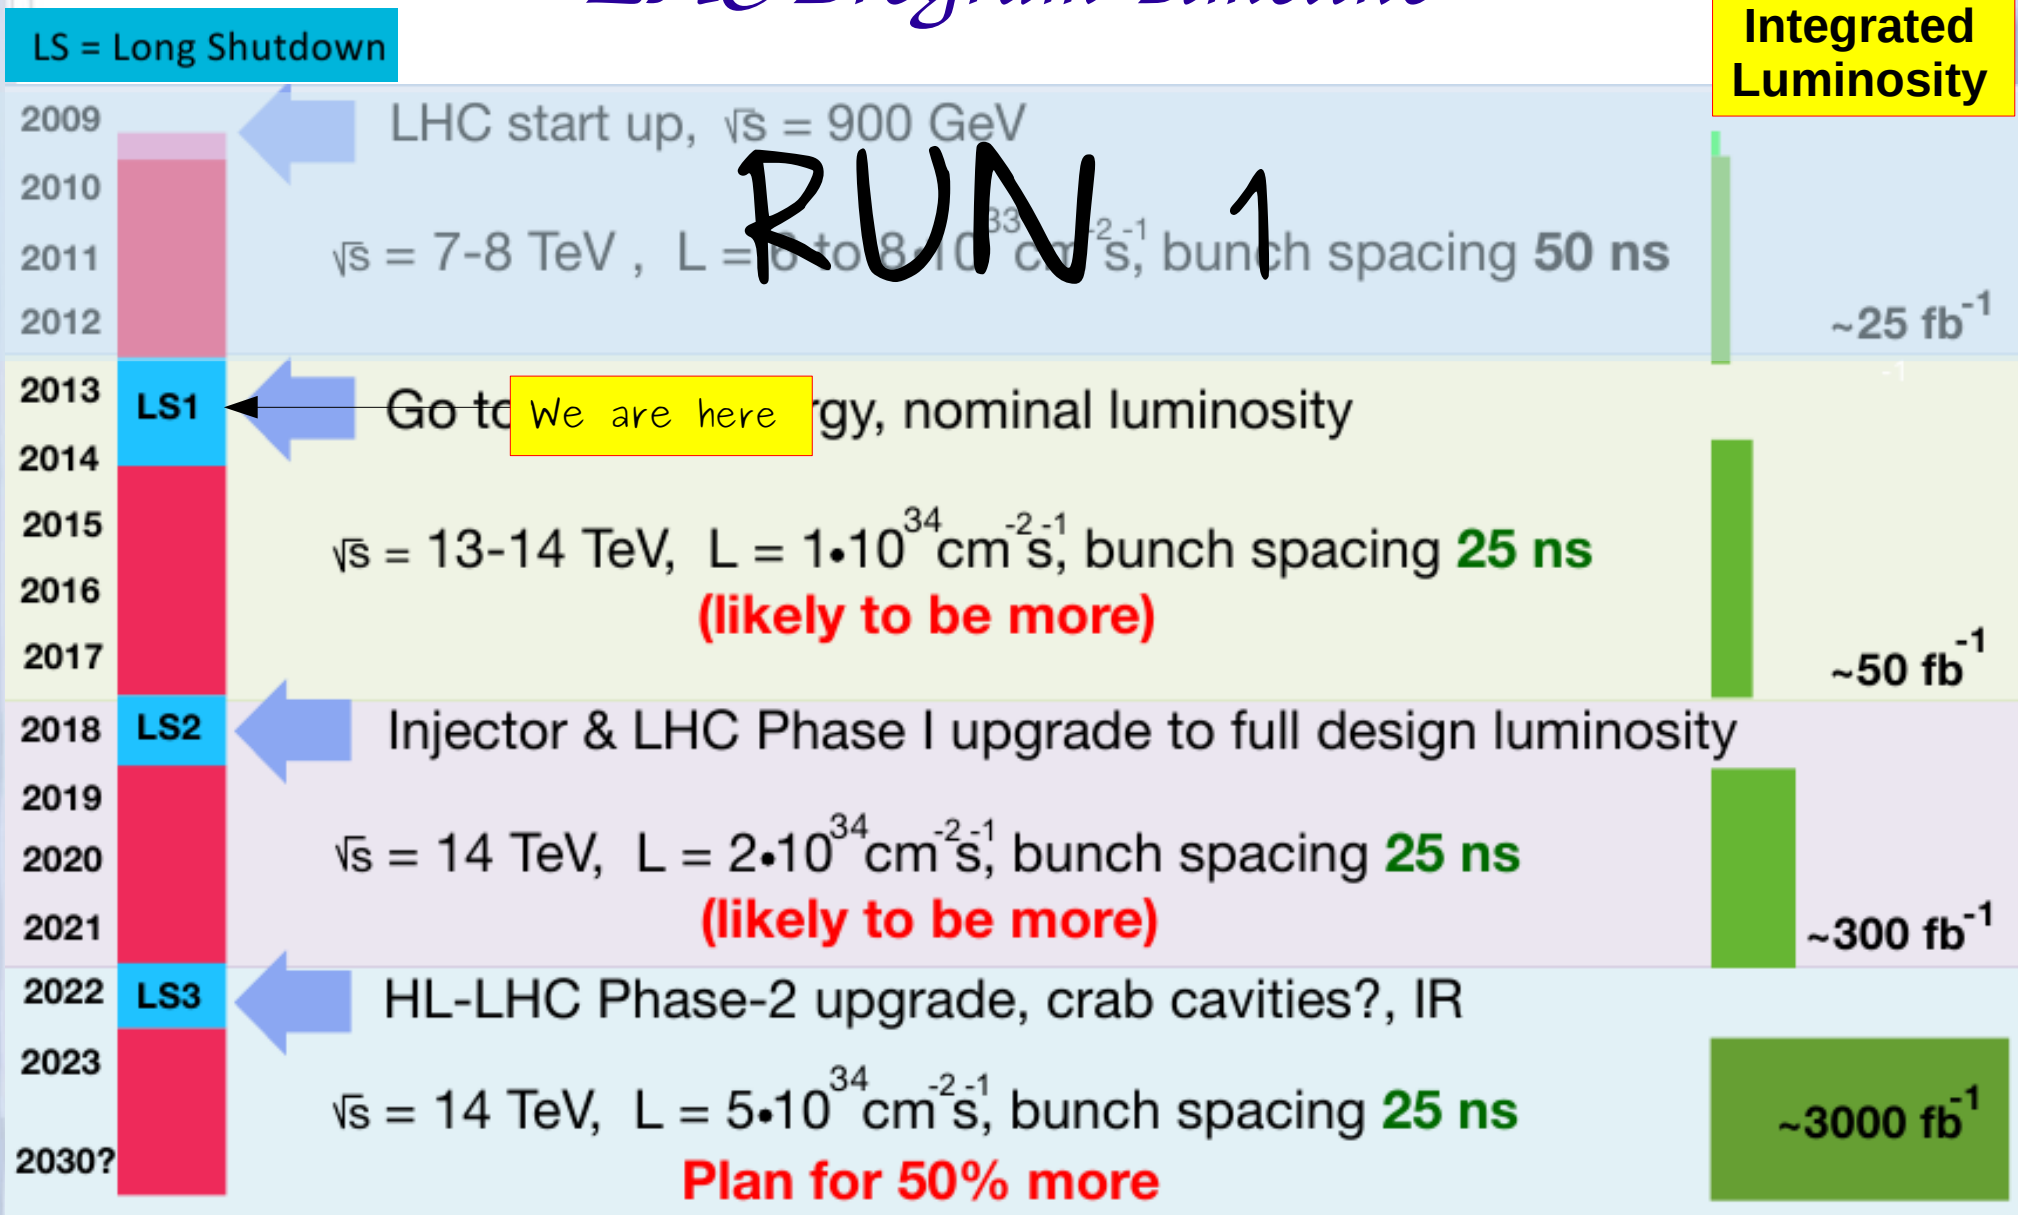 LS = Long Shutdown
Integrated
Luminosity
2009
LHC start up, √s = 900 GeV
RUN 1
2010
2011
√s = 7-8 TeV , L = 6 to 8•10³³cm⁻²s⁻¹, bunch spacing 50 ns
2012
~25 fb⁻¹
-1
2013
LS1
Go to
We are here
rgy, nominal luminosity
2014
2015
√s = 13-14 TeV, L = 1•10³⁴cm⁻²s⁻¹, bunch spacing 25 ns
2016
(likely to be more)
2017
~50 fb⁻¹
2018
LS2
Injector & LHC Phase I upgrade to full design luminosity
2019
2020
√s = 14 TeV, L = 2•10³⁴cm⁻²s⁻¹, bunch spacing 25 ns
2021
(likely to be more)
~300 fb⁻¹
2022
LS3
HL-LHC Phase-2 upgrade, crab cavities?, IR
2023
√s = 14 TeV, L = 5•10³⁴cm⁻²s⁻¹, bunch spacing 25 ns
~3000 fb⁻¹
2030?
Plan for 50% more